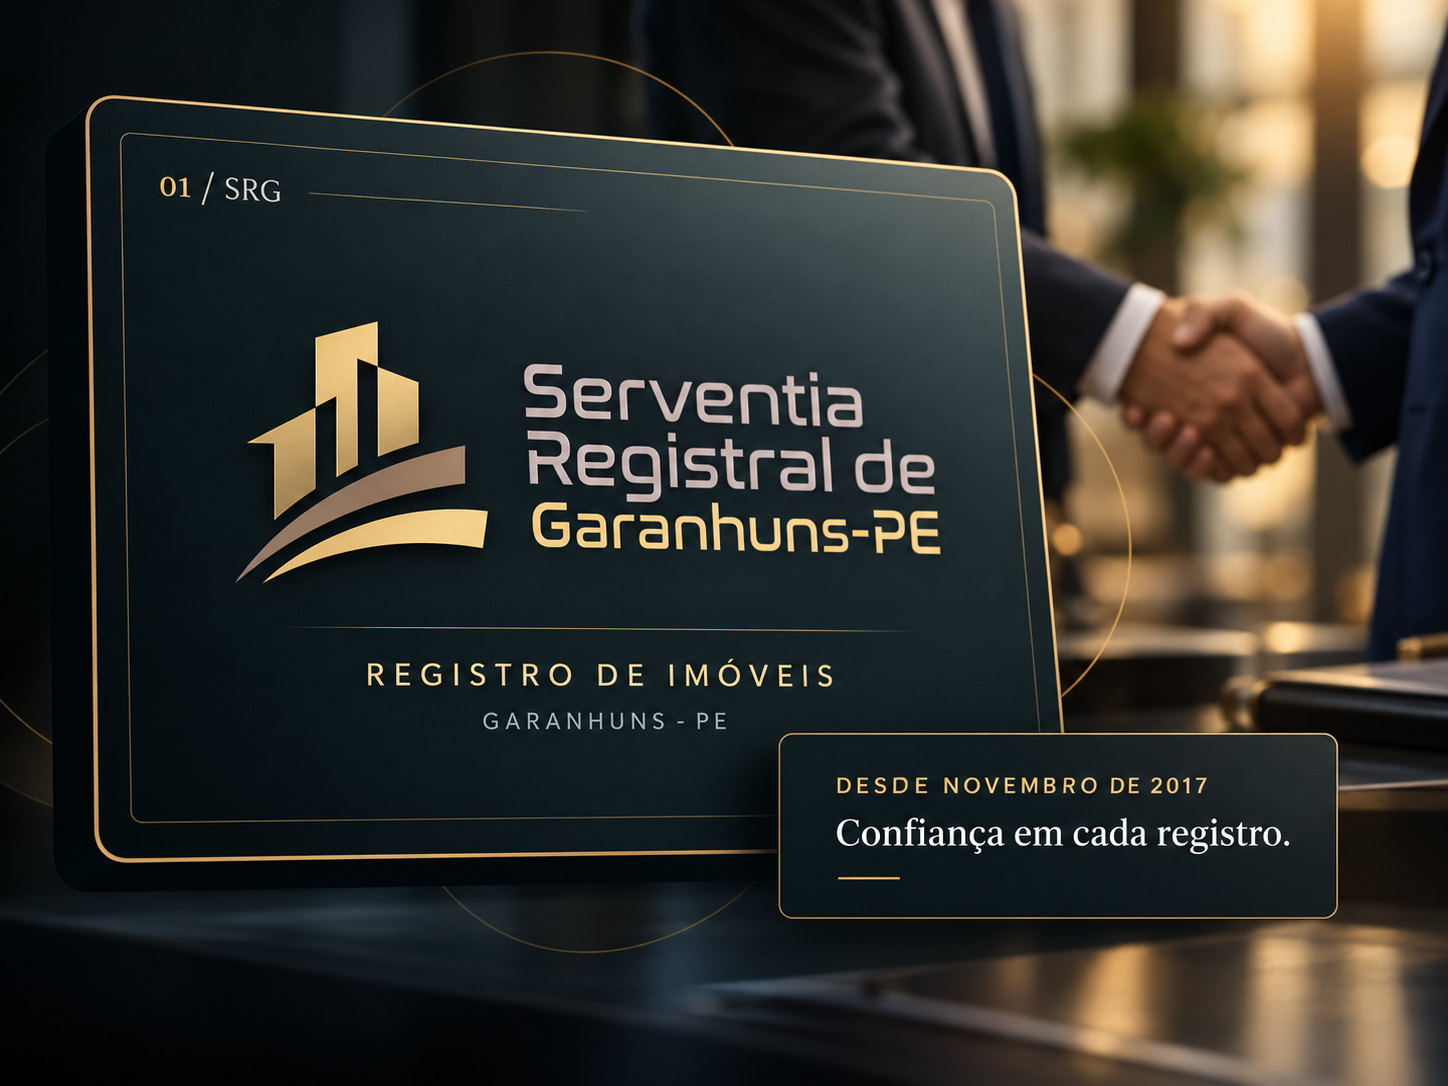 01 / SRG
Serventia
Registral de
Garanhuns-PE
REGISTRO DE IMÓVEIS
GARANHUNS - PE
DESDE NOVEMBRO DE 2017
Confiança em cada registro.